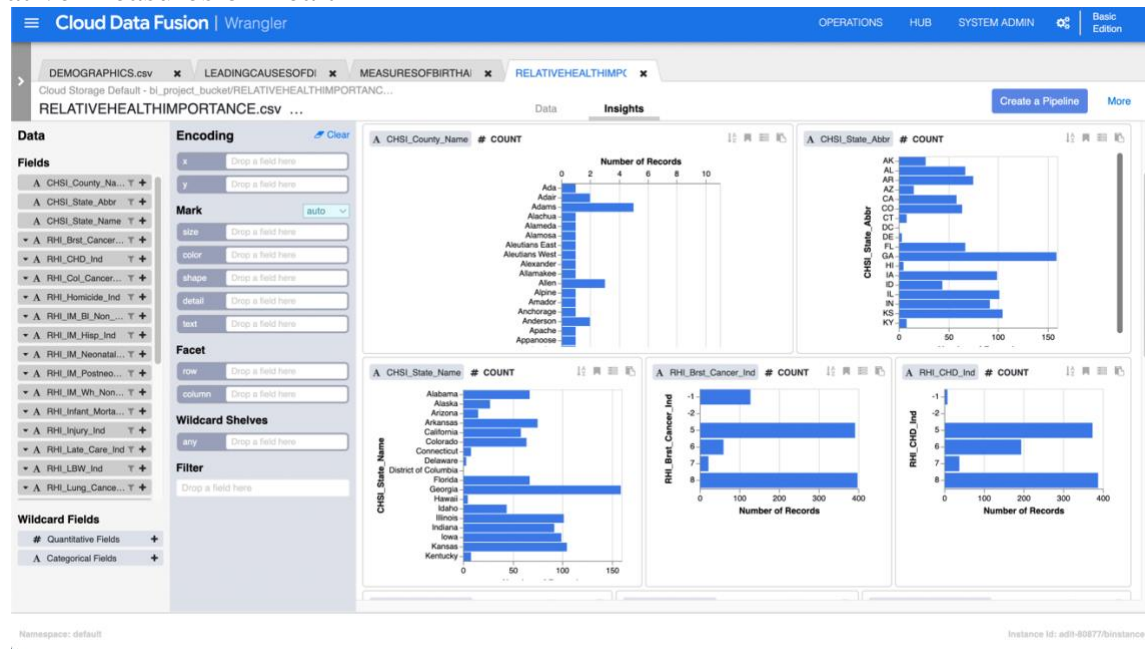 Cloud Data Fusion | Wrangler
OPERATIONS HUB SYSTEM ADMIN Basic Edition
DEMOGRAPHICS.csv LEADINGCAUSESOFDI MEASURESOFBIRTHAI RELATIVEHEALTHIMP(
Cloud Storage Default - bi_project_bucket/RELATIVEHEALTHIMPORTANC...
RELATIVEHEALTHIMPORTANCE.csv ...
Data Insights
Create a Pipeline More
Data
Fields
A CHSI_County_Na...
A CHSI_State_Abbr
A CHSI_State_Name
A RHI_Brst_Cancer...
A RHI_CHD_Ind
A RHI_Col_Cancer...
A RHI_Homicide_Ind
A RHI_IM_Bl_Non_...
A RHI_IM_Hisp_Ind
A RHI_IM_Neonatal...
A RHI_IM_Postneo...
A RHI_IM_Wh_Non...
A RHI_Infant_Morta...
A RHI_Injury_Ind
A RHI_Late_Care_Ind
A RHI_LBW_Ind
A RHI_Lung_Cance...
Wildcard Fields
# Quantitative Fields +
A Categorical Fields +
Encoding Clear
x Drop a field here
y Drop a field here
Mark auto
size Drop a field here
color Drop a field here
shape Drop a field here
detail Drop a field here
text Drop a field here
Facet
row Drop a field here
column Drop a field here
Wildcard Shelves
any Drop a field here
Filter
Drop a field here
A CHSI_County_Name # COUNT
Number of Records
0 2 4 6 8 10
Ada
Adair
Adams
Alachua
Alameda
Alamosa
Aleutians East
Aleutians West
Alexander
Allamakee
Allen
Alpine
Amador
Anchorage
Anderson
Apache
Appanoose
A CHSI_State_Abbr # COUNT
CHSI_State_Abbr
AK
AL
AR
AZ
CA
CO
CT
DC
DE
FL
GA
HI
IA
ID
IL
IN
KS
KY
0 50 100 150
A CHSI_State_Name # COUNT
CHSI_State_Name
Alabama
Alaska
Arizona
Arkansas
California
Colorado
Connecticut
Delaware
District of Columbia
Florida
Georgia
Hawaii
Idaho
Illinois
Indiana
Iowa
Kansas
Kentucky
0 50 100 150
A RHI_Brst_Cancer_Ind # COUNT
RHI_Brst_Cancer_Ind
-1
-2
5
6
7
8
0 100 200 300 400
Number of Records
A RHI_CHD_Ind # COUNT
RHI_CHD_Ind
-1
-2
5
6
7
8
0 100 200 300 400
Number of Records
Namespace: default
Instance Id: adit-80877/binstance